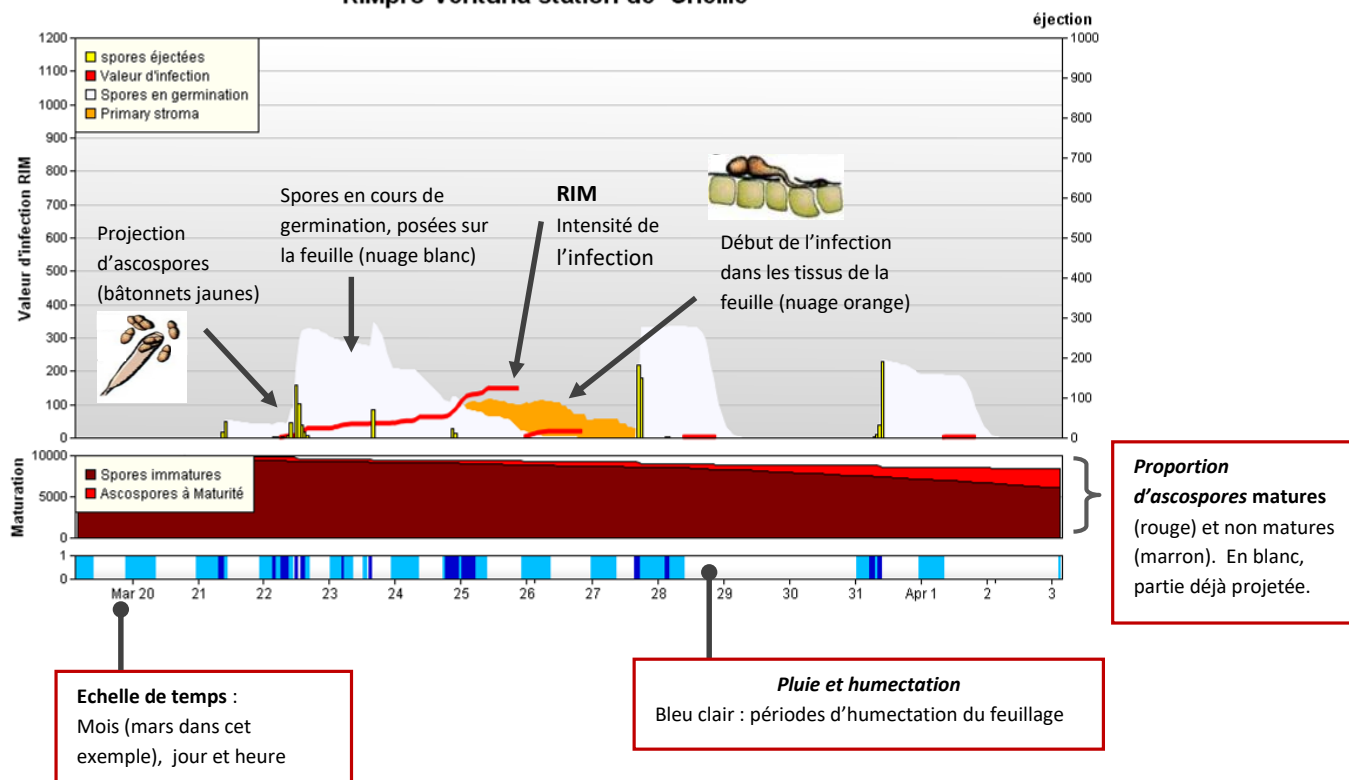 éjection
1200
1100
1000
900
800
700
600
500
400
300
200
100
0
Valeur d'infection RIM
1000
900
800
700
600
500
400
300
200
100
0
spores éjectées
Valeur d'infection
Spores en germination
Primary stroma
Projection
d'ascospores
(bâtonnets jaunes)
Spores en cours de
germination, posées sur
la feuille (nuage blanc)
RIM
Intensité de
l'infection
Début de l'infection
dans les tissus de la
feuille (nuage orange)
Maturation
10000
5000
0
Spores immatures
Ascospores à Maturité
1
0
Mar 20 21 22 23 24 25 26 27 28 29 30 31 Apr 1 2 3
Proportion
d'ascospores matures
(rouge) et non matures
(marron). En blanc,
partie déjà projetée.
Echelle de temps :
Mois (mars dans cet
exemple), jour et heure
Pluie et humectation
Bleu clair : périodes d'humectation du feuillage